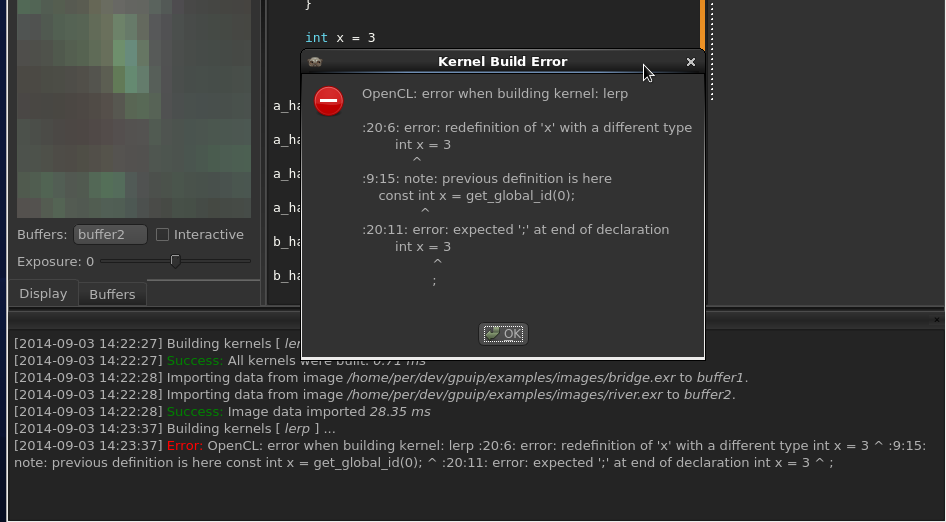 }
int x = 3
Kernel Build Error
OpenCL: error when building kernel: lerp
:20:6: error: redefinition of 'x' with a different type
int x = 3
^
:9:15: note: previous definition is here
const int x = get_global_id(0);
^
:20:11: error: expected ';' at end of declaration
int x = 3
^
;
OK
a_ha
a_ha
a_ha
a_ha
b_ha
b_ha
Buffers: buffer2 Interactive
Exposure: 0
Display Buffers
[2014-09-03 14:22:27] Building kernels [ ler
[2014-09-03 14:22:27] Success: All kernels were built. 0.71 ms
[2014-09-03 14:22:28] Importing data from image /home/per/dev/gpuip/examples/images/bridge.exr to buffer1.
[2014-09-03 14:22:28] Importing data from image /home/per/dev/gpuip/examples/images/river.exr to buffer2.
[2014-09-03 14:22:28] Success: Image data imported 28.35 ms
[2014-09-03 14:23:37] Building kernels [ lerp ] ...
[2014-09-03 14:23:37] Error: OpenCL: error when building kernel: lerp :20:6: error: redefinition of 'x' with a different type int x = 3 ^ :9:15:
note: previous definition is here const int x = get_global_id(0); ^ :20:11: error: expected ';' at end of declaration int x = 3 ^ ;